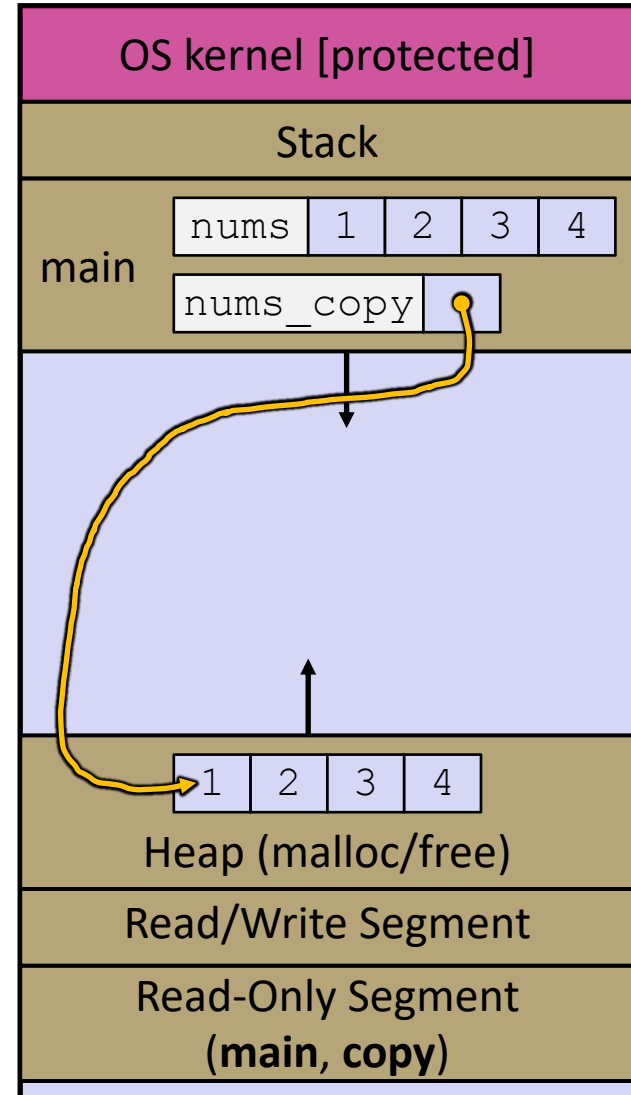 OS kernel [protected]
Stack
main
nums 1 2 3 4
nums_copy
1 2 3 4
Heap (malloc/free)
Read/Write Segment
Read-Only Segment
(main, copy)